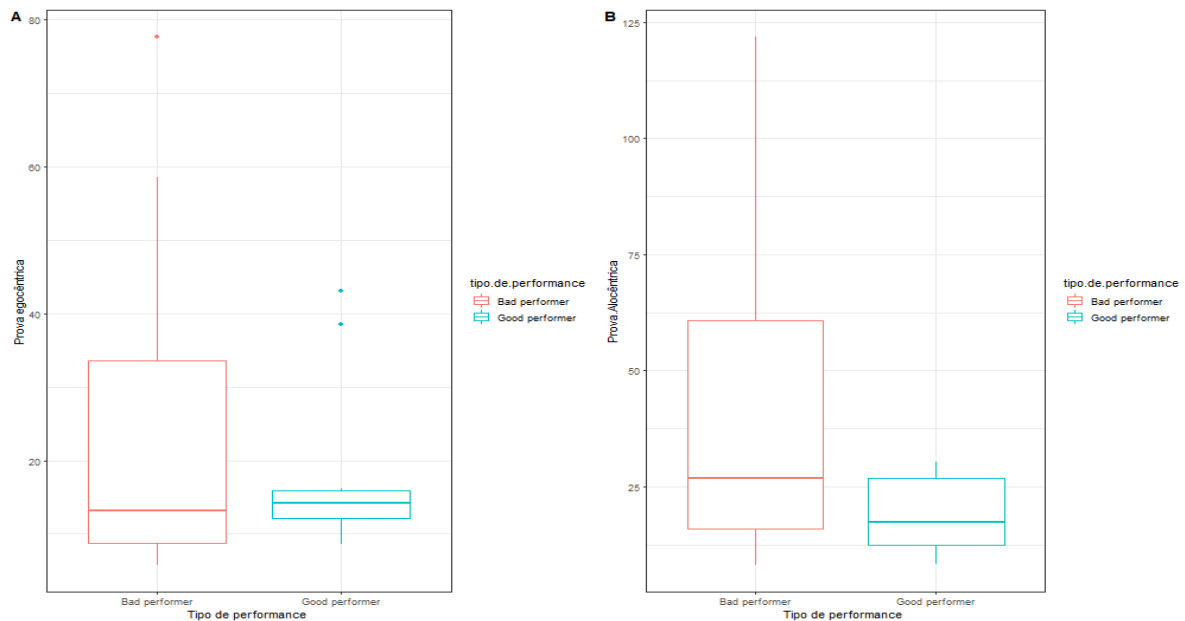 A
80
60
40
20
Prova egocêntrica
Bad performer
Good performer
Tipo de performance
tipo.de.performance
Bad performer
Good performer
B
125
100
75
50
25
Prova.Alocêntrica
Bad performer
Good performer
Tipo de performance
tipo.de.performance
Bad performer
Good performer